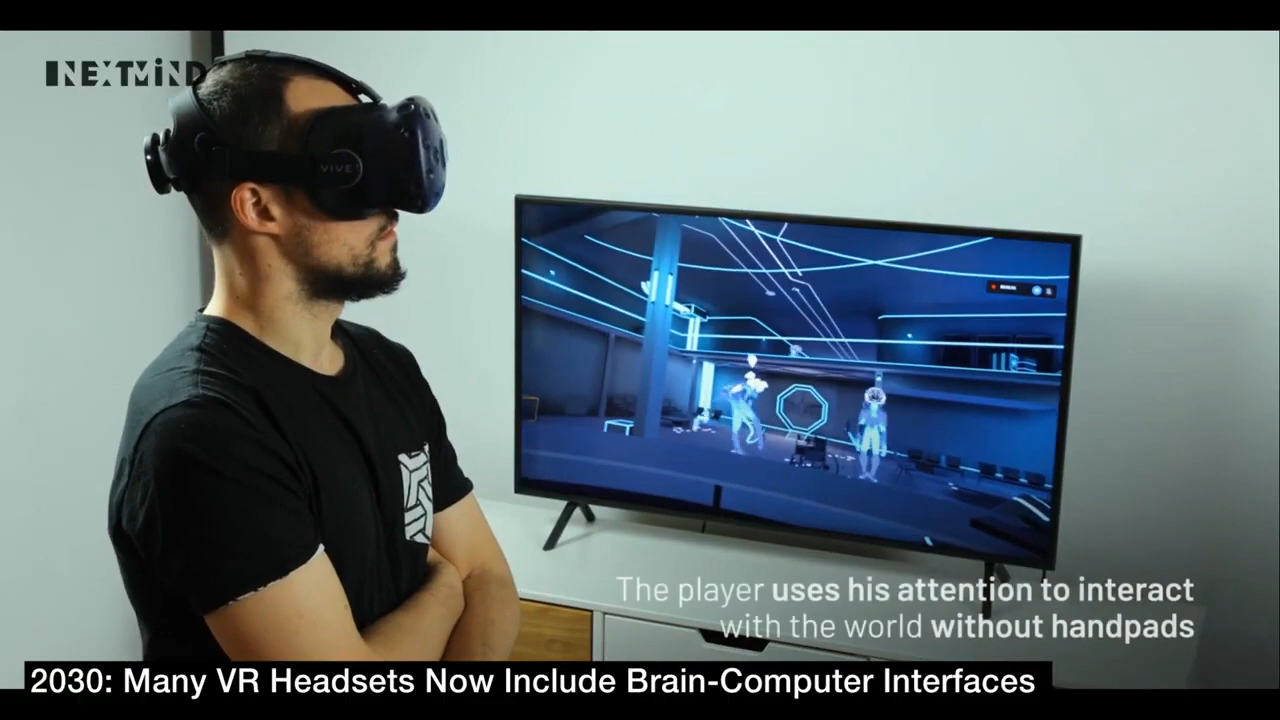 NEXTMIND
VIVE
The player uses his attention to interact
with the world without handpads
2030: Many VR Headsets Now Include Brain-Computer Interfaces